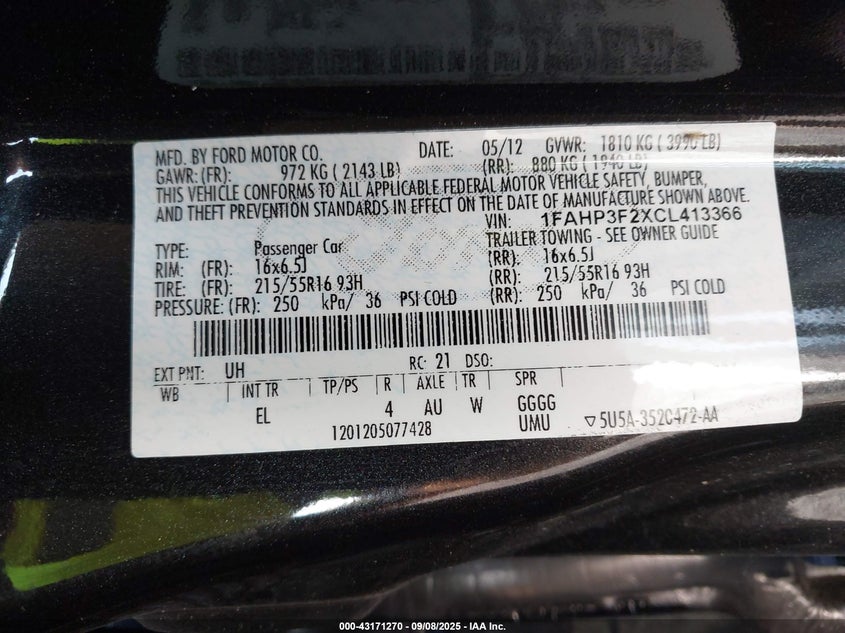 MFD. BY FORD MOTOR CO. DATE: 05/12 GVWR: 1810 KG ( 3990 LB)
GAWR: (FR): 972 KG ( 2143 LB) (RR): 880 KG ( 1940 LB)
THIS VEHICLE CONFORMS TO ALL APPLICABLE FEDERAL MOTOR VEHICLE SAFETY, BUMPER,
AND THEFT PREVENTION STANDARDS IN EFFECT ON THE DATE OF MANUFACTURE SHOWN ABOVE.
VIN: 1FAHP3F2XCL413366
TYPE: Passenger Car TRAILER TOWING - SEE OWNER GUIDE
RIM: (FR): 16x6.5J (RR): 16x6.5J
TIRE: (FR): 215/55R16 93H (RR): 215/55R16 93H
PRESSURE: (FR): 250 kPa/ 36 PSI COLD (RR): 250 kPa/ 36 PSI COLD
EXT PNT: UH RC: 21 DSO:
WB INT TR TP/PS R AXLE TR SPR
EL 4 AU W GGGG
1201205077428 UMU ▽5U5A-3520472-AA
000-43171270 09/08/2025 - IAA Inc.